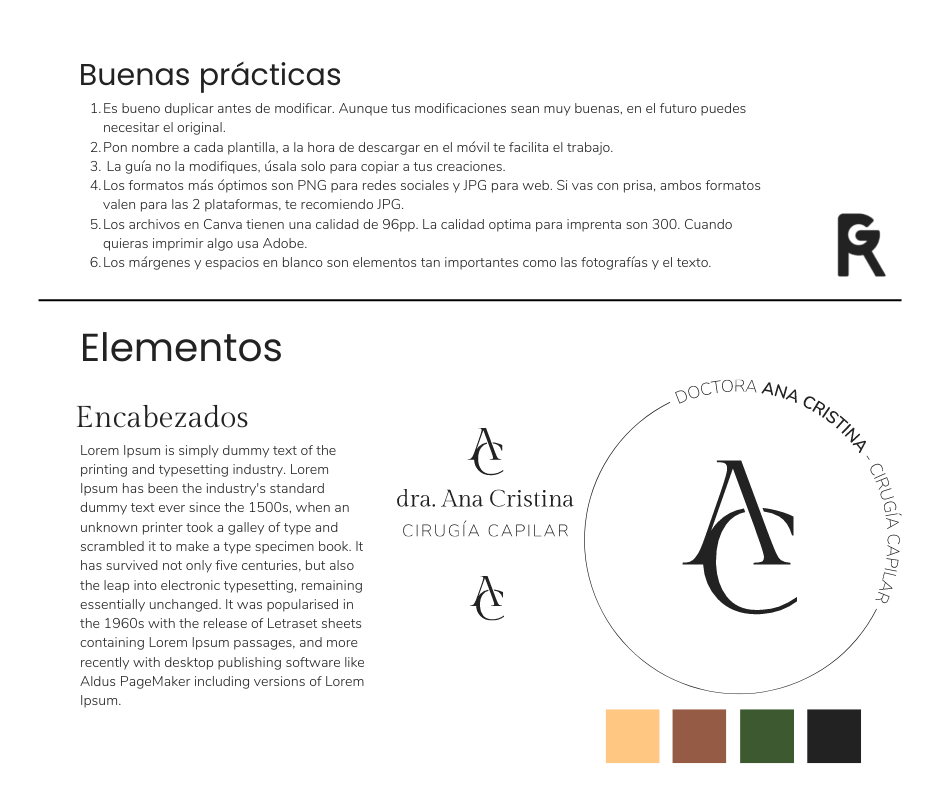 Buenas prácticas
1. Es bueno duplicar antes de modificar. Aunque tus modificaciones sean muy buenas, en el futuro puedes
necesitar el original.
2. Pon nombre a cada plantilla, a la hora de descargar en el móvil te facilita el trabajo.
3. La guía no la modifiques, úsala solo para copiar a tus creaciones.
4. Los formatos más óptimos son PNG para redes sociales y JPG para web. Si vas con prisa, ambos formatos
valen para las 2 plataformas, te recomiendo JPG.
5. Los archivos en Canva tienen una calidad de 96pp. La calidad optima para imprenta son 300. Cuando
quieras imprimir algo usa Adobe.
6. Los márgenes y espacios en blanco son elementos tan importantes como las fotografías y el texto.
GR
Elementos
Encabezados
Lorem Ipsum is simply dummy text of the
printing and typesetting industry. Lorem
Ipsum has been the industry's standard
dummy text ever since the 1500s, when an
unknown printer took a galley of type and
scrambled it to make a type specimen book. It
has survived not only five centuries, but also
the leap into electronic typesetting, remaining
essentially unchanged. It was popularised in
the 1960s with the release of Letraset sheets
containing Lorem Ipsum passages, and more
recently with desktop publishing software like
Aldus PageMaker including versions of Lorem
Ipsum.
AC
dra. Ana Cristina
CIRUGÍA CAPILAR
AC
DOCTORA ANA CRISTINA - CIRUGÍA CAPILAR
AC